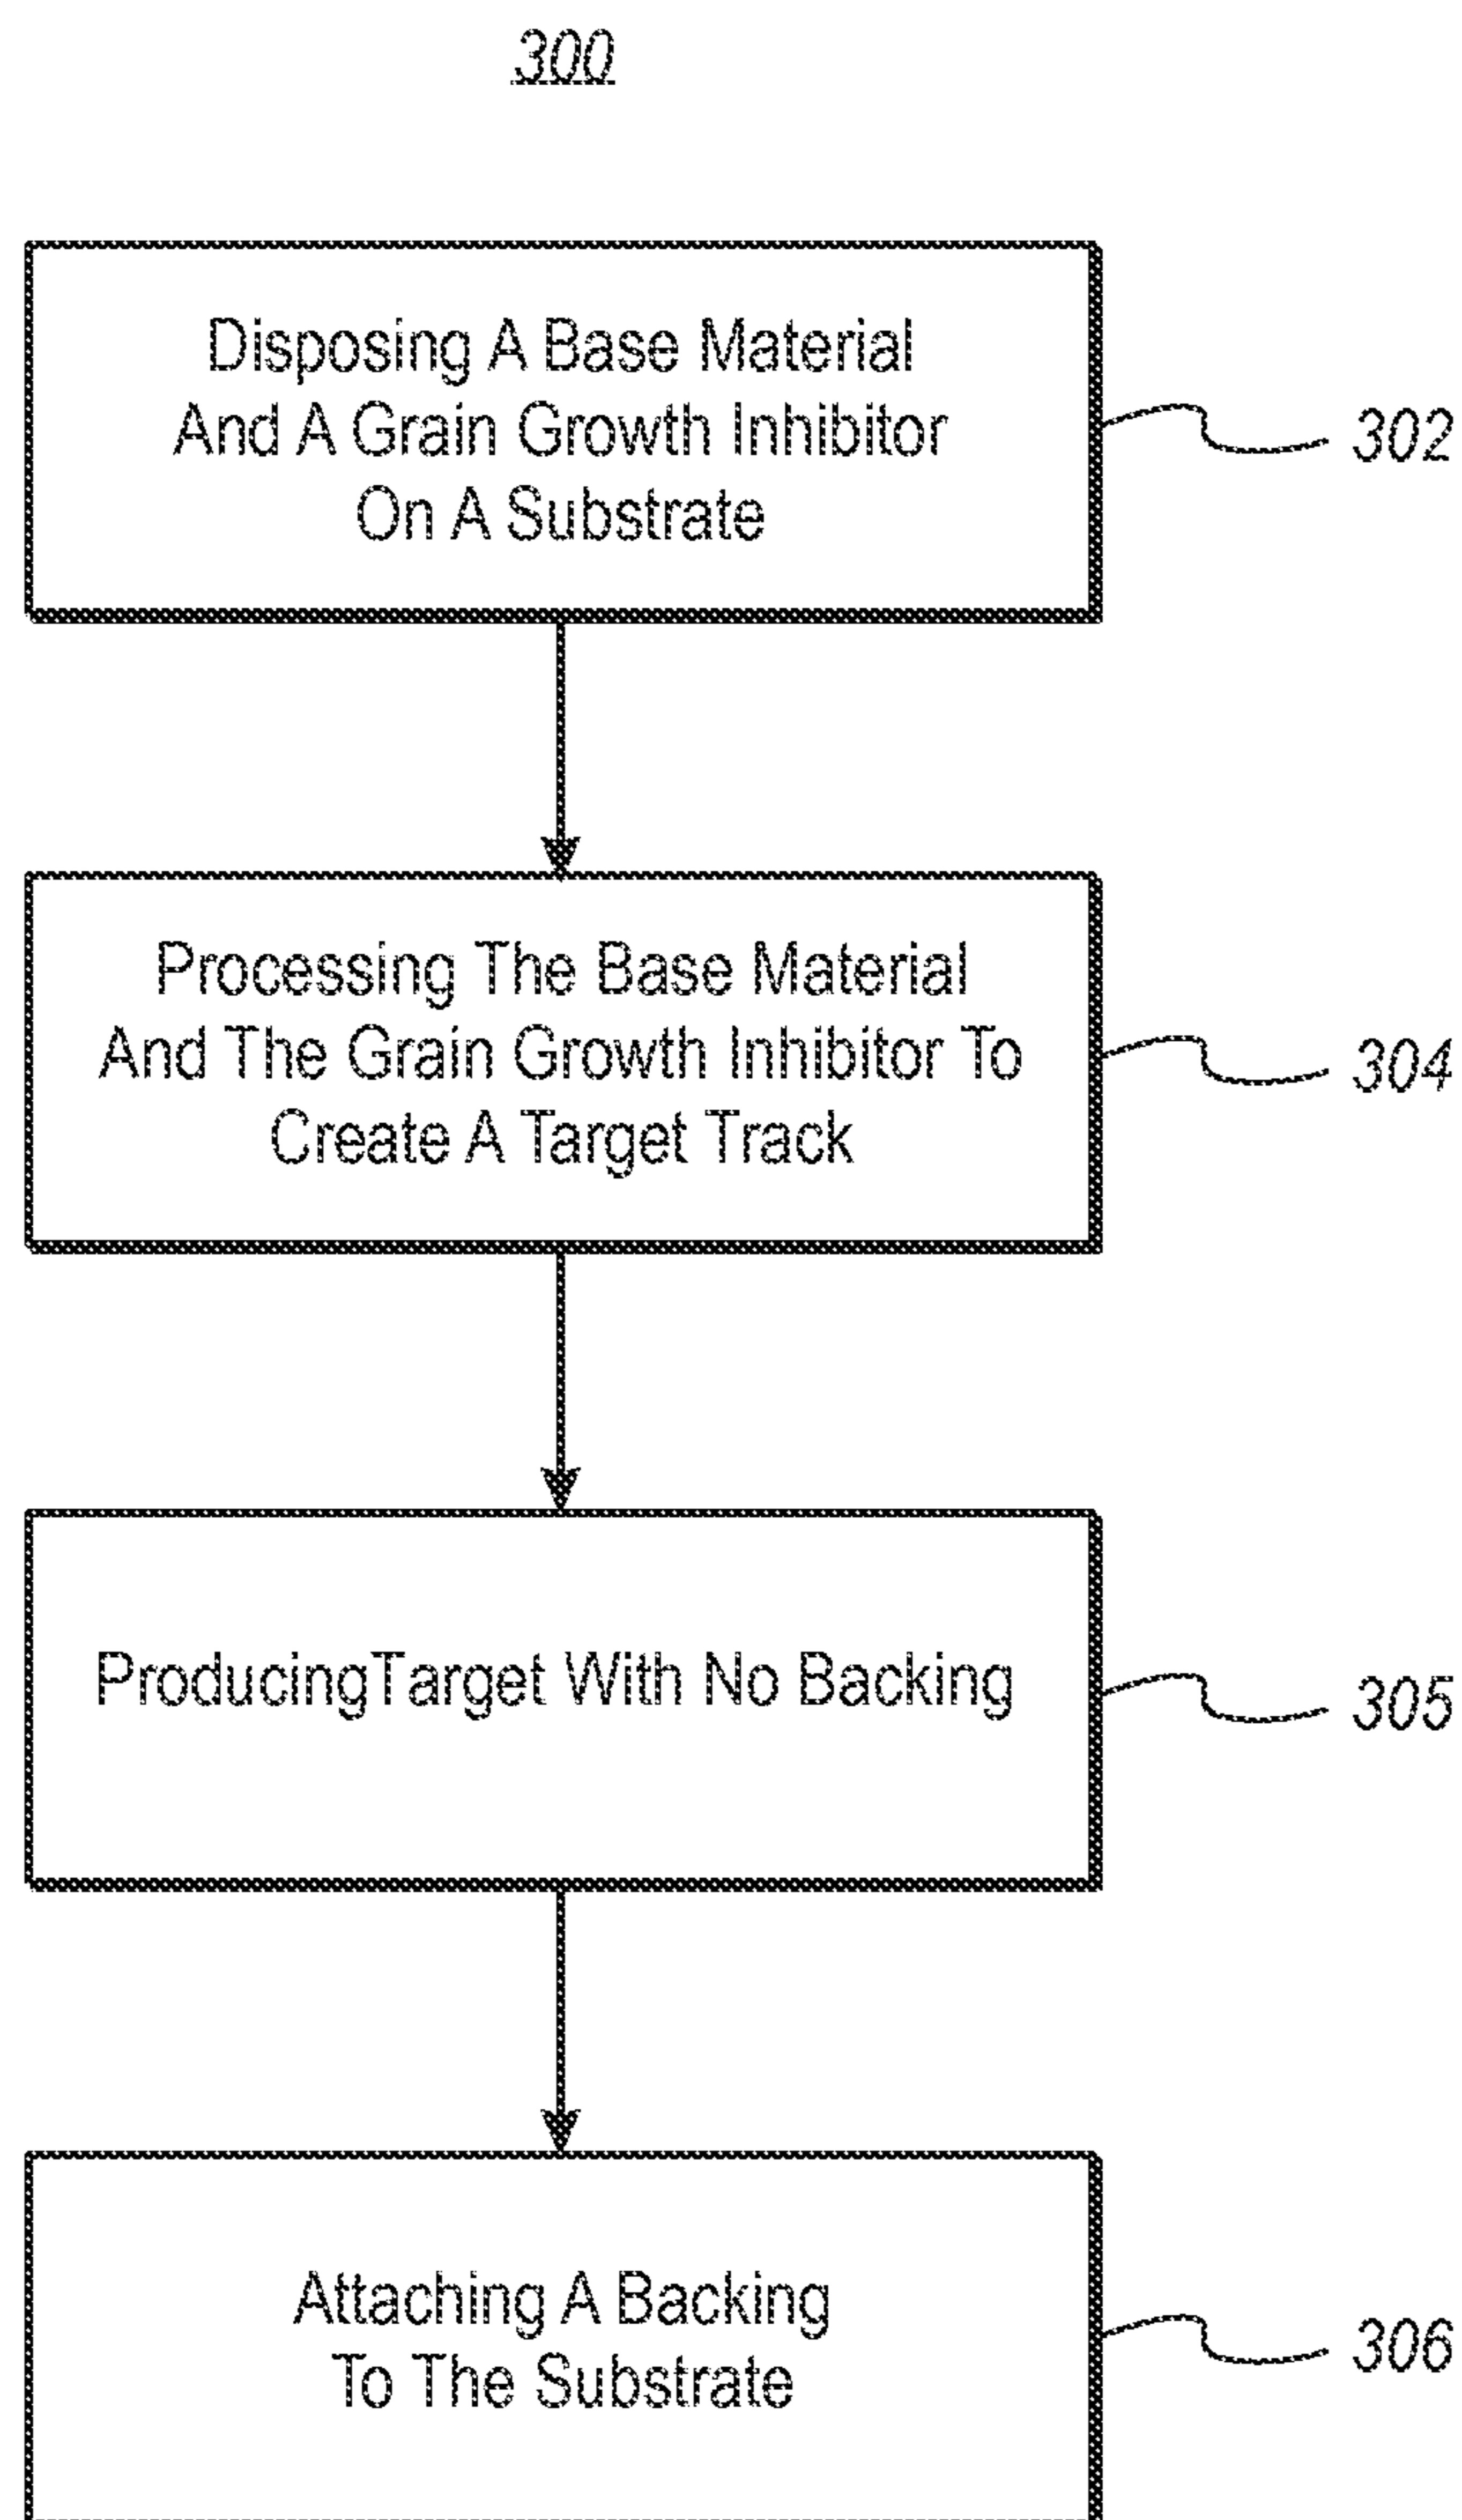 300
Disposing A Base Material
And A Grain Growth Inhibitor
On A Substrate
302
Processing The Base Material
And The Grain Growth Inhibitor To
Create A Target Track
304
ProducingTarget With No Backing
305
Attaching A Backing
To The Substrate
306